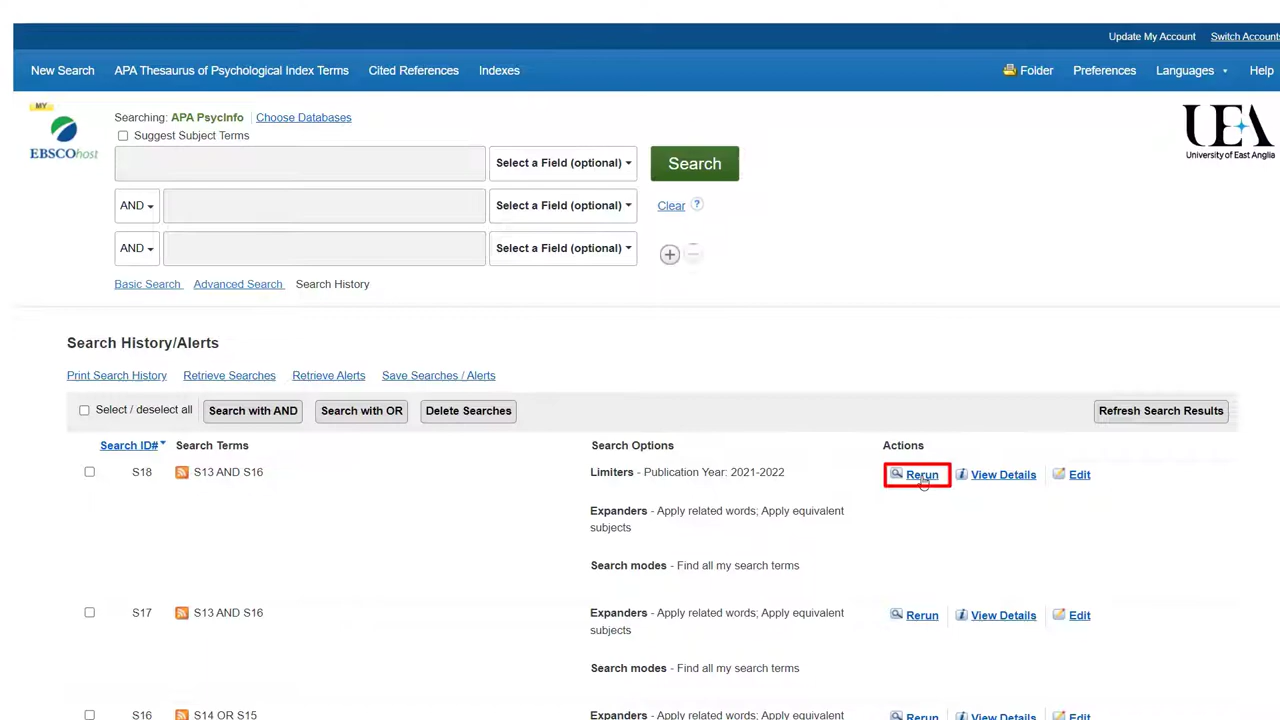 Update My Account Switch Accounts
New Search APA Thesaurus of Psychological Index Terms Cited References Indexes Folder Preferences Languages Help
MY
EBSCOhost
Searching: APA PsycInfo Choose Databases
Suggest Subject Terms
UEA
University of East Anglia
Select a Field (optional) Search
AND Select a Field (optional) Clear ?
AND Select a Field (optional)
Basic Search Advanced Search Search History
Search History/Alerts
Print Search History Retrieve Searches Retrieve Alerts Save Searches / Alerts
Select / deselect all Search with AND Search with OR Delete Searches Refresh Search Results
Search ID# Search Terms Search Options Actions
S18 S13 AND S16 Limiters - Publication Year: 2021-2022 Rerun View Details Edit
Expanders - Apply related words; Apply equivalent
subjects
Search modes - Find all my search terms
S17 S13 AND S16 Expanders - Apply related words; Apply equivalent Rerun View Details Edit
subjects
Search modes - Find all my search terms
S16 S14 OR S15 Expanders - Apply related words; Apply equivalent Rerun View Details Edit